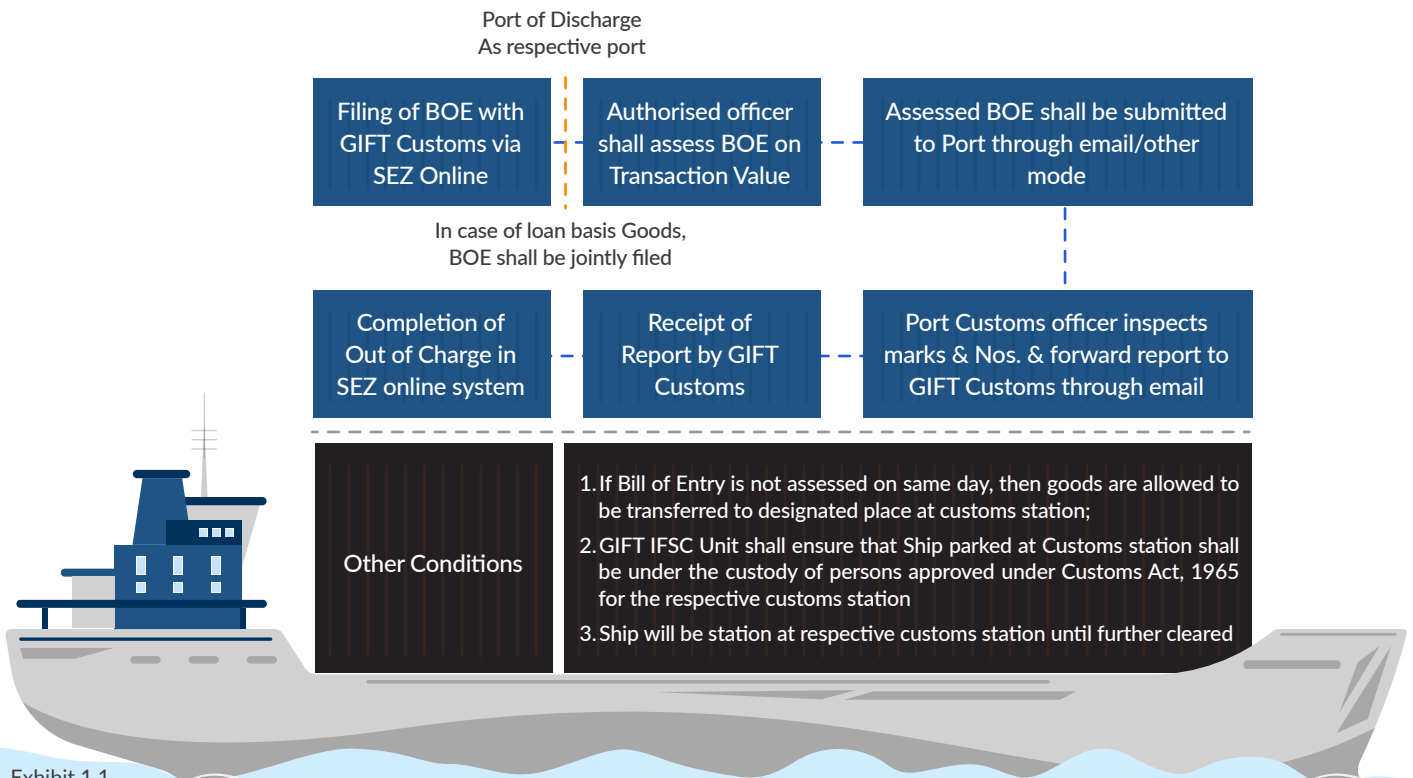 Port of Discharge
As respective port
Filing of BOE with
GIFT Customs via
SEZ Online
Authorised officer
shall assess BOE on
Transaction Value
Assessed BOE shall be submitted
to Port through email/other
mode
In case of loan basis Goods,
BOE shall be jointly filed
Completion of
Out of Charge in
SEZ online system
Receipt of
Report by GIFT
Customs
Port Customs officer inspects
marks & Nos. & forward report to
GIFT Customs through email
Other Conditions
1. If Bill of Entry is not assessed on same day, then goods are allowed to
be transferred to designated place at customs station;
2. GIFT IFSC Unit shall ensure that Ship parked at Customs station shall
be under the custody of persons approved under Customs Act, 1965
for the respective customs station
3. Ship will be station at respective customs station until further cleared
Exhibit 1.1